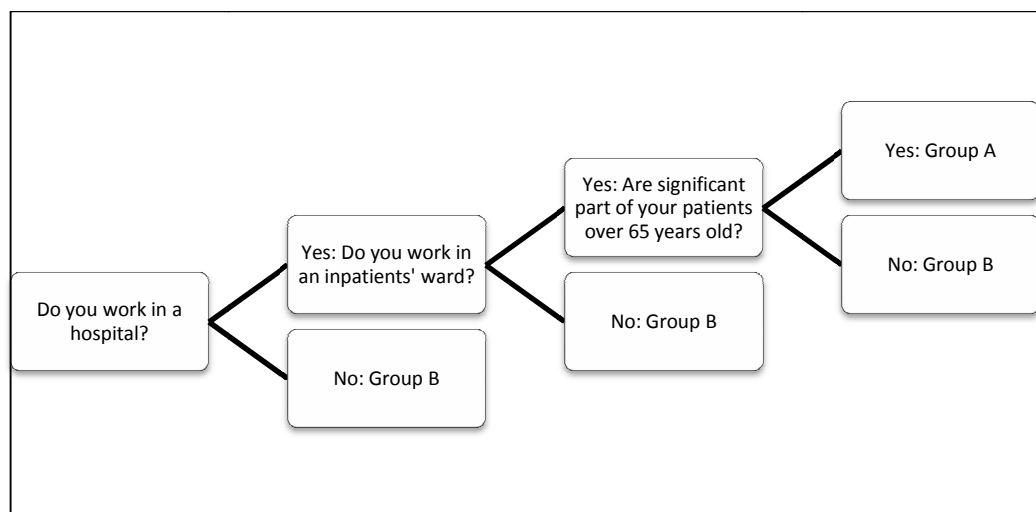 Do you work in a
hospital?
Yes: Do you work in
an inpatients' ward?
No: Group B
Yes: Are significant
part of your patients
over 65 years old?
No: Group B
Yes: Group A
No: Group B